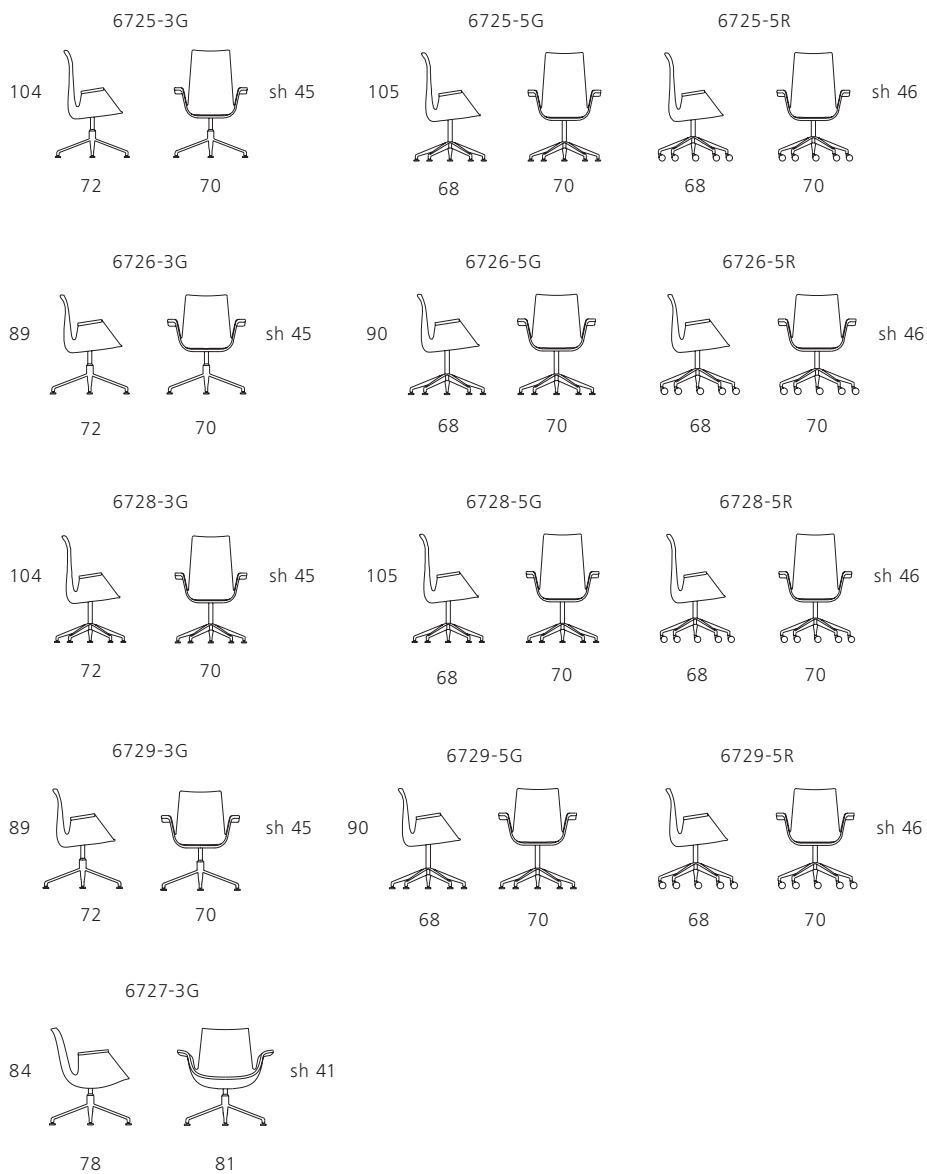 6725-3G 6725-5G 6725-5R
104 sh 45 105 sh 46
72 70 68 70 68 70
6726-3G 6726-5G 6726-5R
89 sh 45 90 sh 46
72 70 68 70 68 70
6728-3G 6728-5G 6728-5R
104 sh 45 105 sh 46
72 70 68 70 68 70
6729-3G 6729-5G 6729-5R
89 sh 45 90 sh 46
72 70 68 70 68 70
6727-3G
84 sh 41
78 81